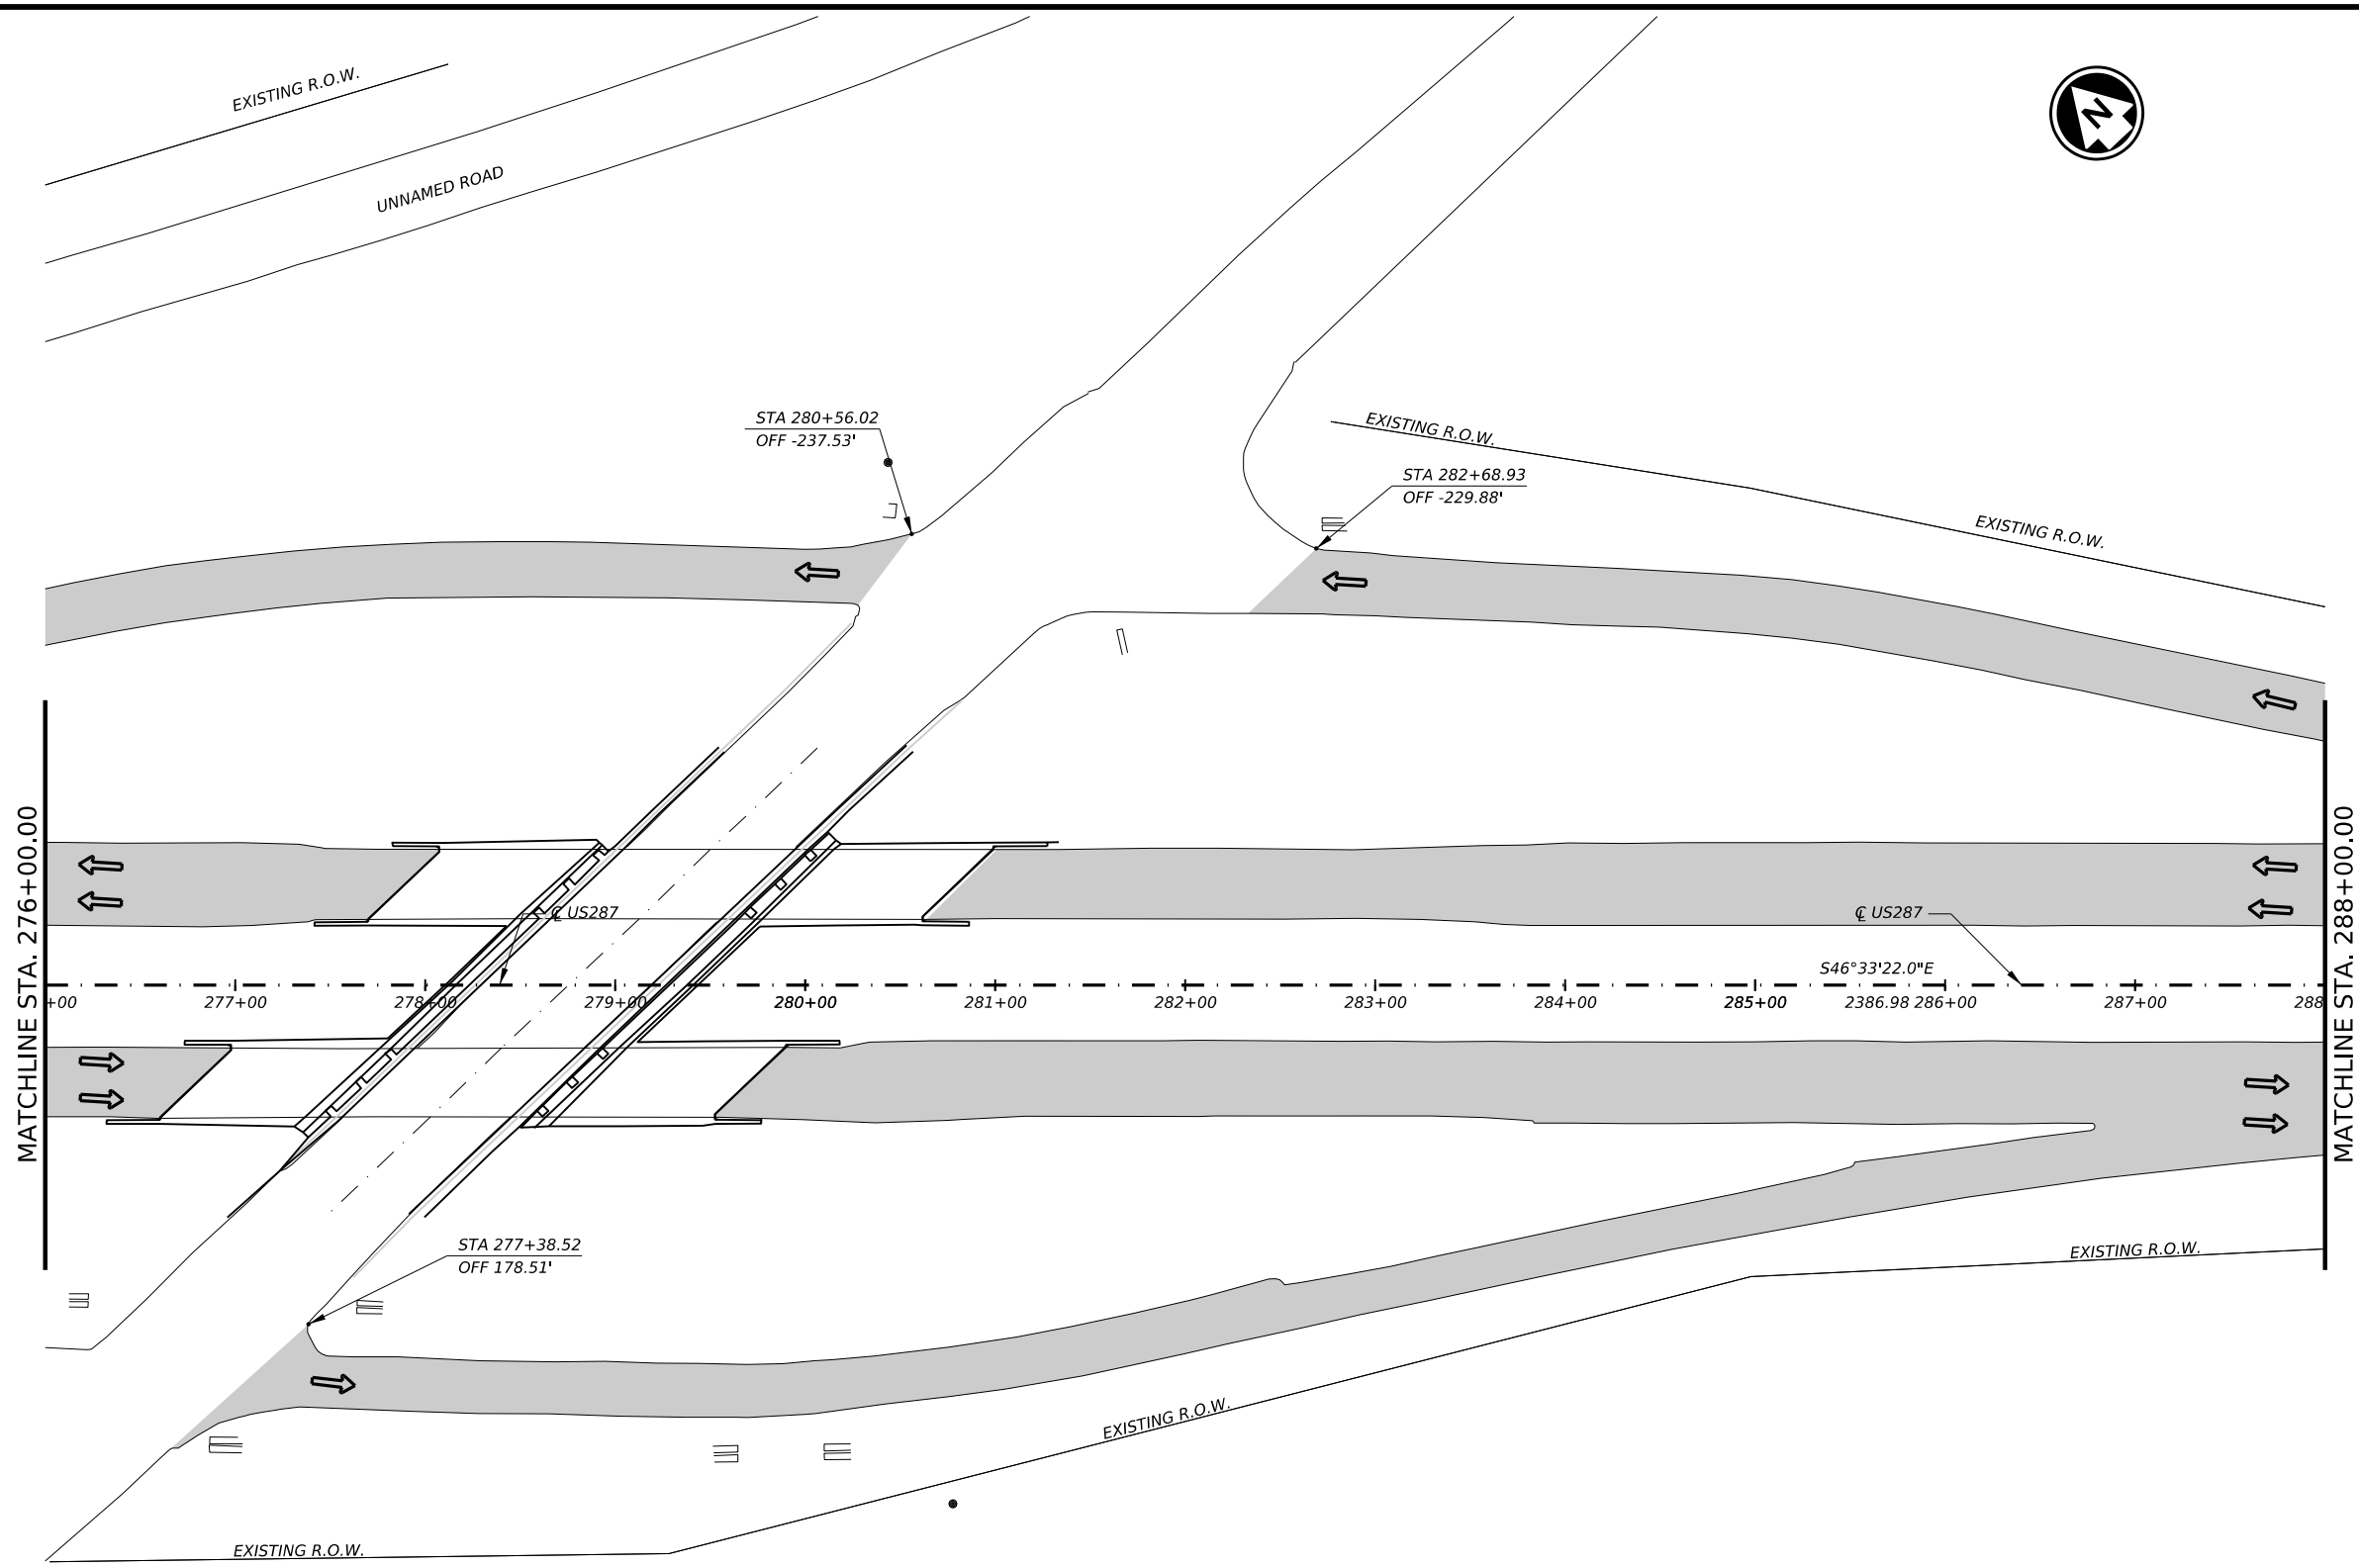 EXISTING R.O.W.
N
UNNAMED ROAD
STA 280+56.02
OFF -237.53'
EXISTING R.O.W.
STA 282+68.93
OFF -229.88'
EXISTING R.O.W.
MATCHLINE STA. 276+00.00
℄ US287
℄ US287
MATCHLINE STA. 288+00.00
S46°33'22.0"E
+00
277+00
278+00
279+00
280+00
281+00
282+00
283+00
284+00
285+00
2386.98
286+00
287+00
288
STA 277+38.52
OFF 178.51'
EXISTING R.O.W.
EXISTING R.O.W.
EXISTING R.O.W.